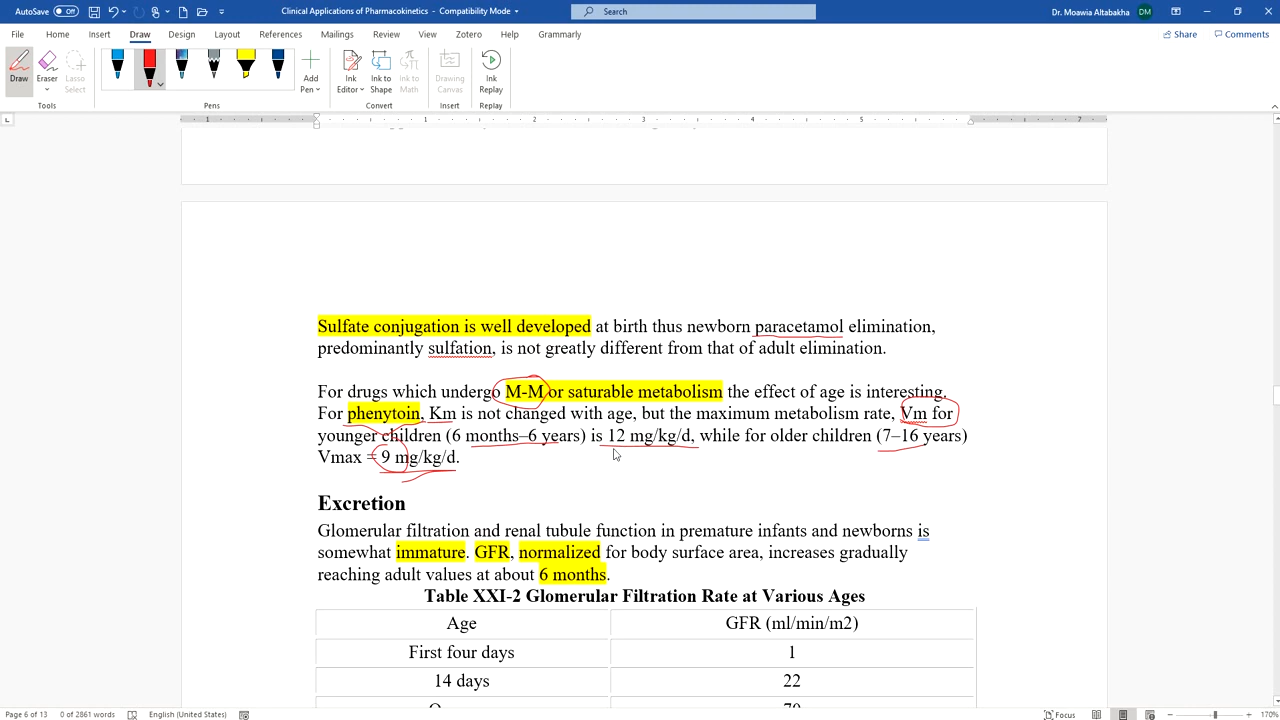 AutoSave Off
Clinical Applications of Pharmacokinetics - Compatibility Mode
Search
Dr. Moawia Altabakha DM
File Home Insert Draw Design Layout References Mailings Review View Zotero Help Grammarly
Share Comments
Draw Eraser Lasso Select Add Pen Ink Editor Ink to Shape Ink to Math Drawing Canvas Ink Replay
Tools Pens Convert Insert Replay
1 1 2 3 4 5 6 7
Sulfate conjugation is well developed at birth thus newborn paracetamol elimination,
predominantly sulfation, is not greatly different from that of adult elimination.
For drugs which undergo M-M or saturable metabolism the effect of age is interesting.
For phenytoin, Km is not changed with age, but the maximum metabolism rate, Vm for
younger children (6 months–6 years) is 12 mg/kg/d, while for older children (7–16 years)
Vmax = 9 mg/kg/d.
Excretion
Glomerular filtration and renal tubule function in premature infants and newborns is
somewhat immature. GFR, normalized for body surface area, increases gradually
reaching adult values at about 6 months.
Table XXI-2 Glomerular Filtration Rate at Various Ages
Age GFR (ml/min/m2)
First four days 1
14 days 22
Page 6 of 13 0 of 2861 words English (United States) Focus 170%